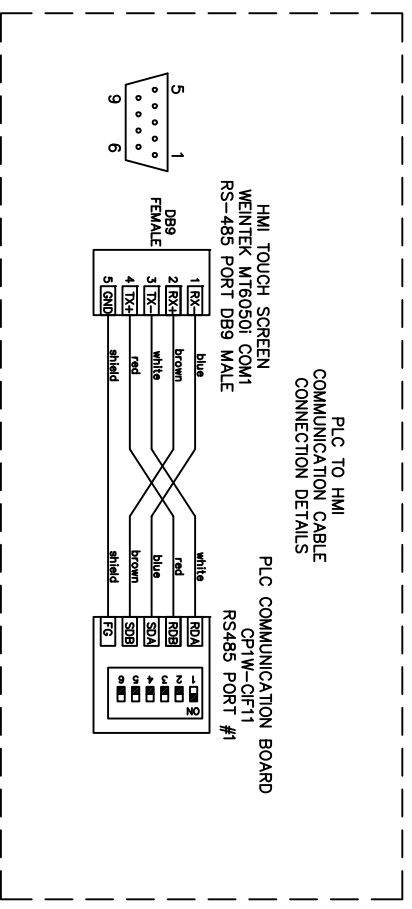 PLC TO HMI
COMMUNICATION CABLE
CONNECTION DETAILS
HMI TOUCH SCREEN
WEINTEK MT6050i COM1
RS-485 PORT DB9 MALE
PLC COMMUNICATION BOARD
CP1W-CIF11
RS485 PORT #1
5
1
9
6
DB9
FEMALE
1 RX- blue white RDA
2 RX+ brown red RDB
3 TX- white blue SDA
4 TX+ red brown SDB
5 GND shield shield FG
ON
1 2 3 4 5 6